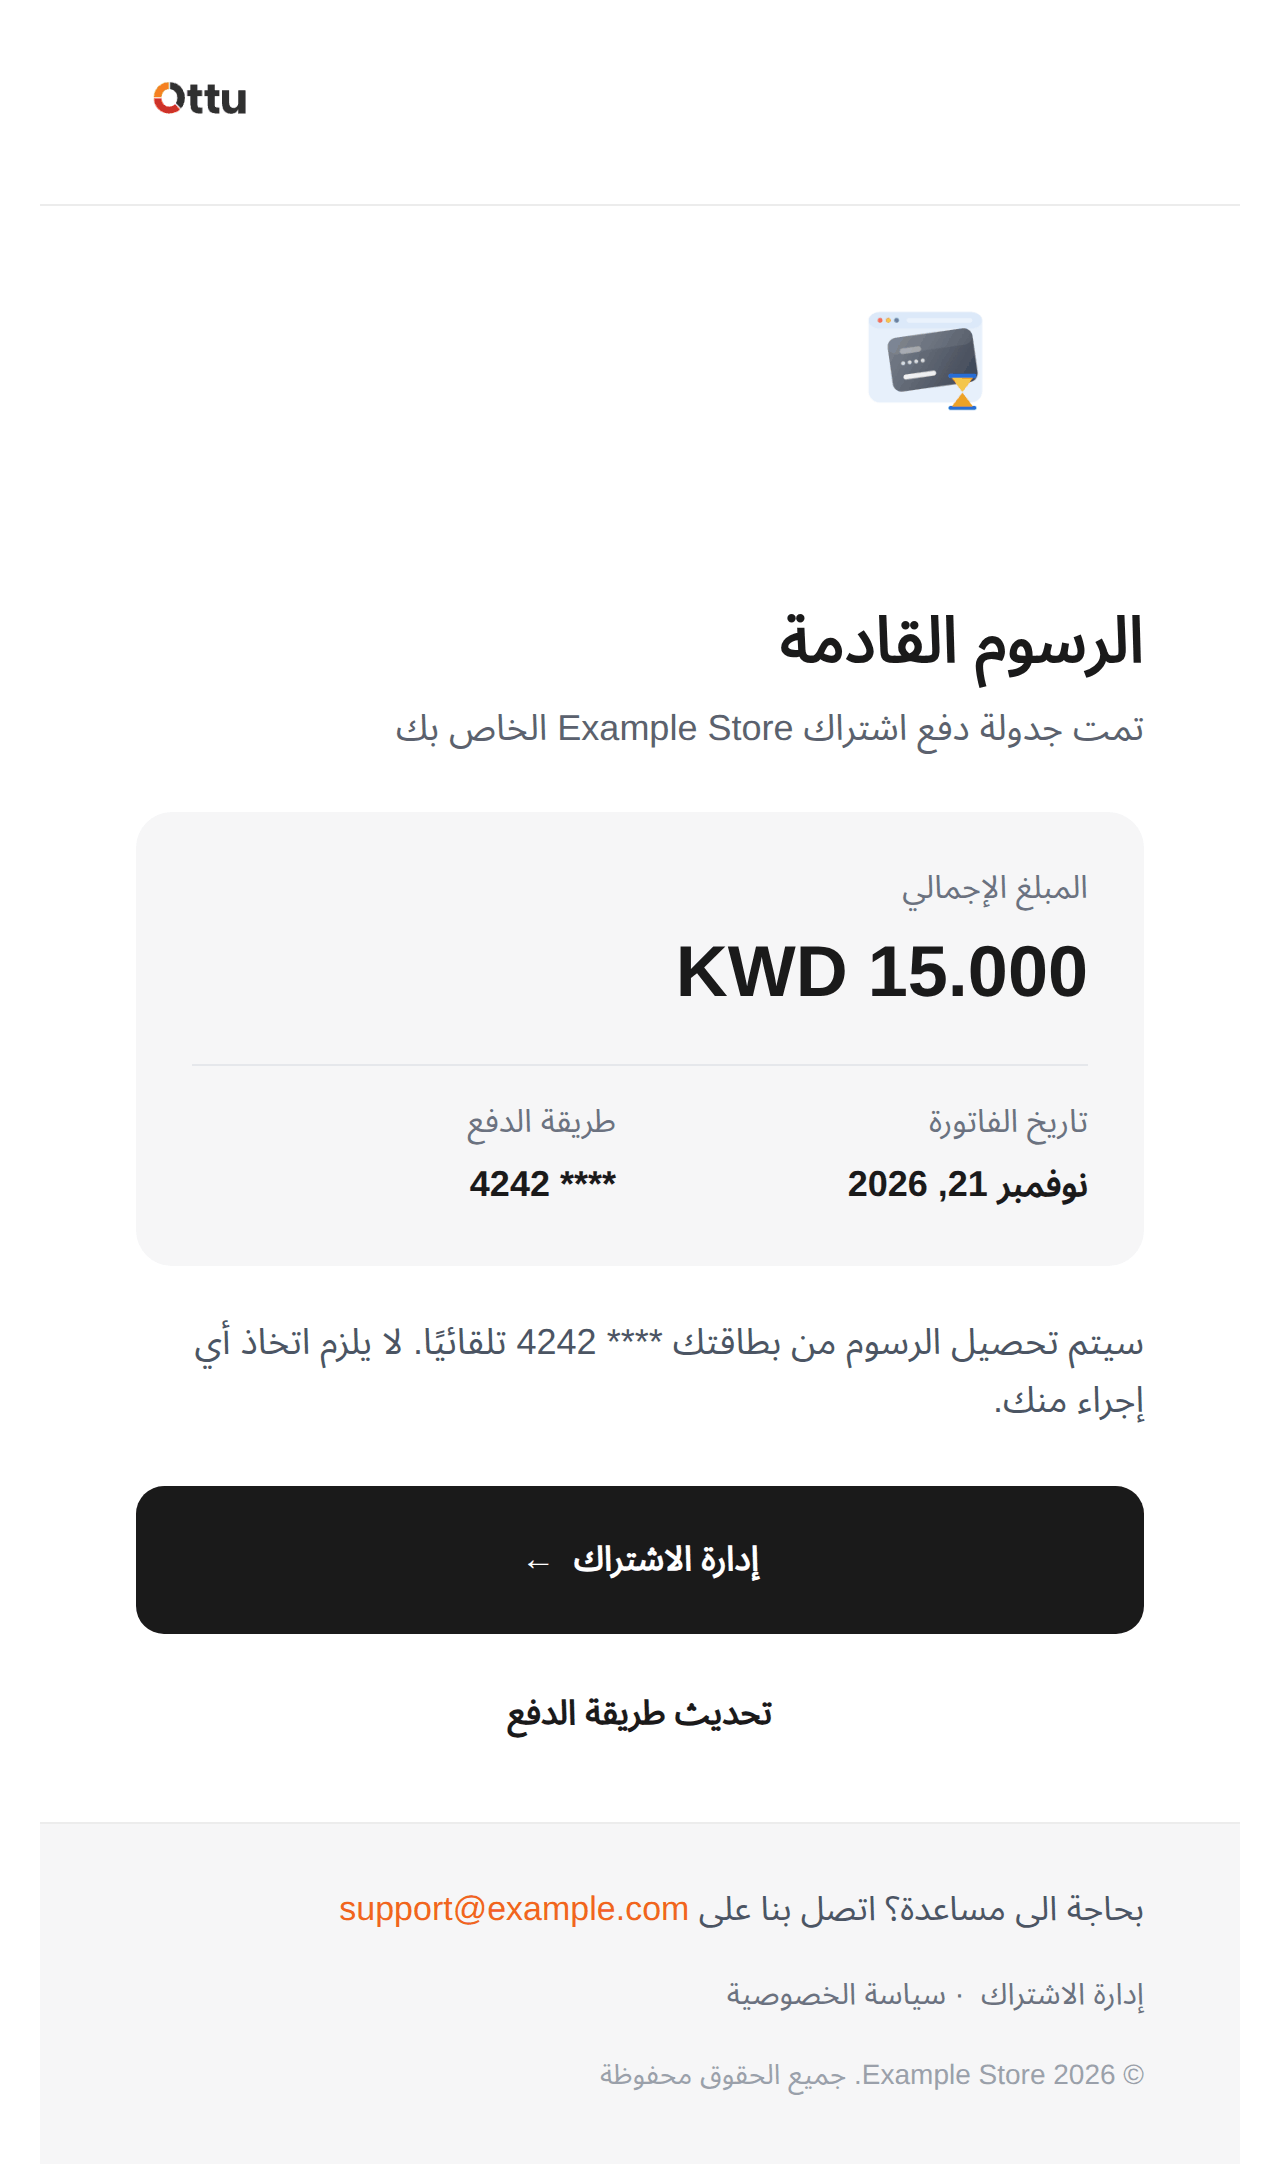 Ottu
الرسوم القادمة
تمت جدولة دفع اشتراك Example Store الخاص بك
المبلغ الإجمالي
KWD 15.000
تاريخ الفاتورة
نوفمبر 21, 2026
طريقة الدفع
**** 4242
سيتم تحصيل الرسوم من بطاقتك **** 4242 تلقائيًا. لا يلزم اتخاذ أي
إجراء منك.
إدارة الاشتراك ←
تحديث طريقة الدفع
بحاجة الى مساعدة؟ اتصل بنا على support@example.com
إدارة الاشتراك · سياسة الخصوصية
© 2026 Example Store. جميع الحقوق محفوظة